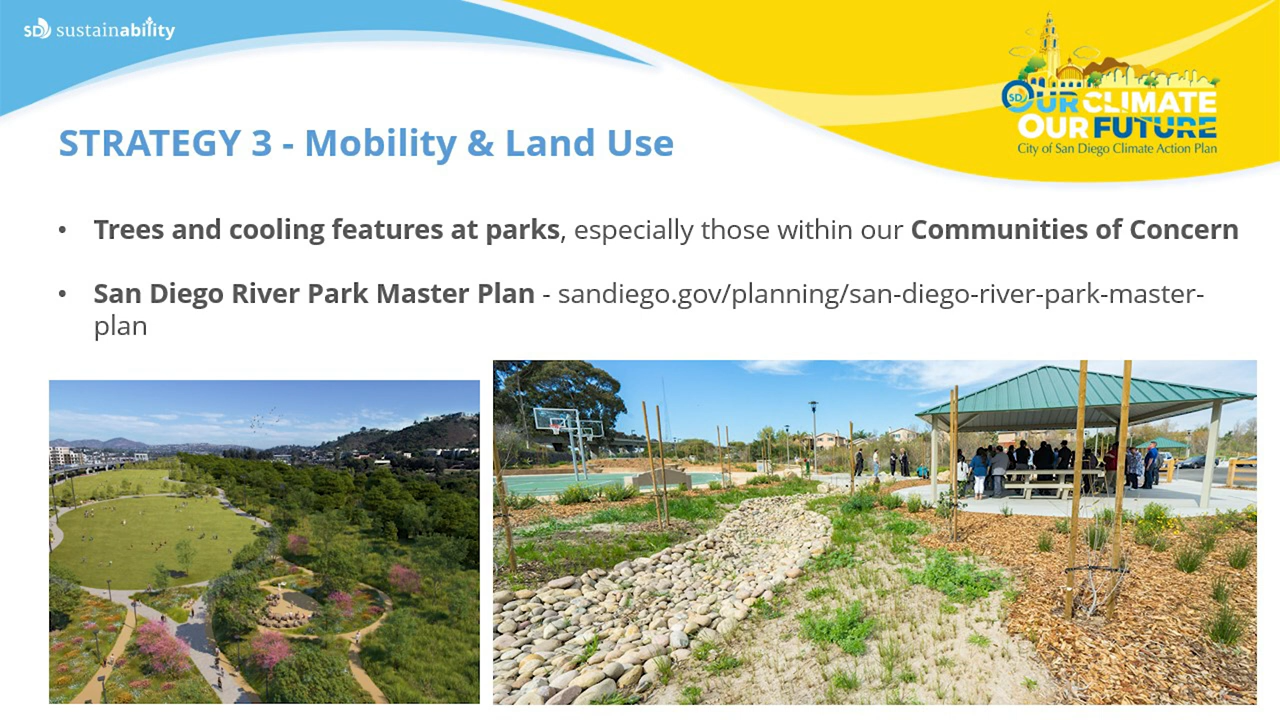 SD sustainability
SD OUR CLIMATE
OUR FUTURE
City of San Diego Climate Action Plan
STRATEGY 3 - Mobility & Land Use
• Trees and cooling features at parks, especially those within our Communities of Concern
• San Diego River Park Master Plan - sandiego.gov/planning/san-diego-river-park-master-
plan